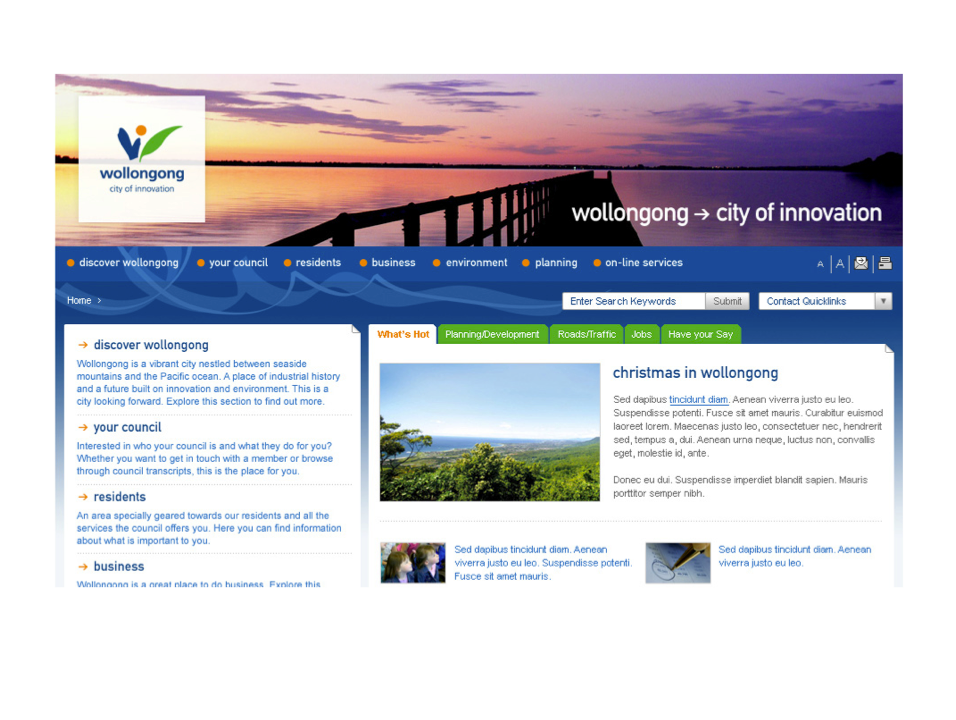 wollongong
city of innovation
wollongong → city of innovation
discover wollongong
your council
residents
business
environment
planning
on-line services
A
A
Home ›
Enter Search Keywords
Submit
Contact Quicklinks
→ discover wollongong
Wollongong is a vibrant city nestled between seaside
mountains and the Pacific ocean. A place of industrial history
and a future built on innovation and environment. This is a
city looking forward. Explore this section to find out more.
→ your council
Interested in who your council is and what they do for you?
Whether you want to get in touch with a member or browse
through council transcripts, this is the place for you.
→ residents
An area specially geared towards our residents and all the
services the council offers you. Here you can find information
about what is important to you.
→ business
Wollongong is a great place to do business. Explore this
What's Hot
Planning/Development
Roads/Traffic
Jobs
Have your Say
christmas in wollongong
Sed dapibus tincidunt diam. Aenean viverra justo eu leo.
Suspendisse potenti. Fusce sit amet mauris. Curabitur euismod
laoreet lorem. Maecenas justo leo, consectetuer nec, hendrerit
sed, tempus a, dui. Aenean urna neque, luctus non, convallis
eget, molestie id, ante.
Donec eu dui. Suspendisse imperdiet blandit sapien. Mauris
porttitor semper nibh.
Sed dapibus tincidunt diam. Aenean
viverra justo eu leo. Suspendisse potenti.
Fusce sit amet mauris.
Sed dapibus tincidunt diam. Aenean
viverra justo eu leo.